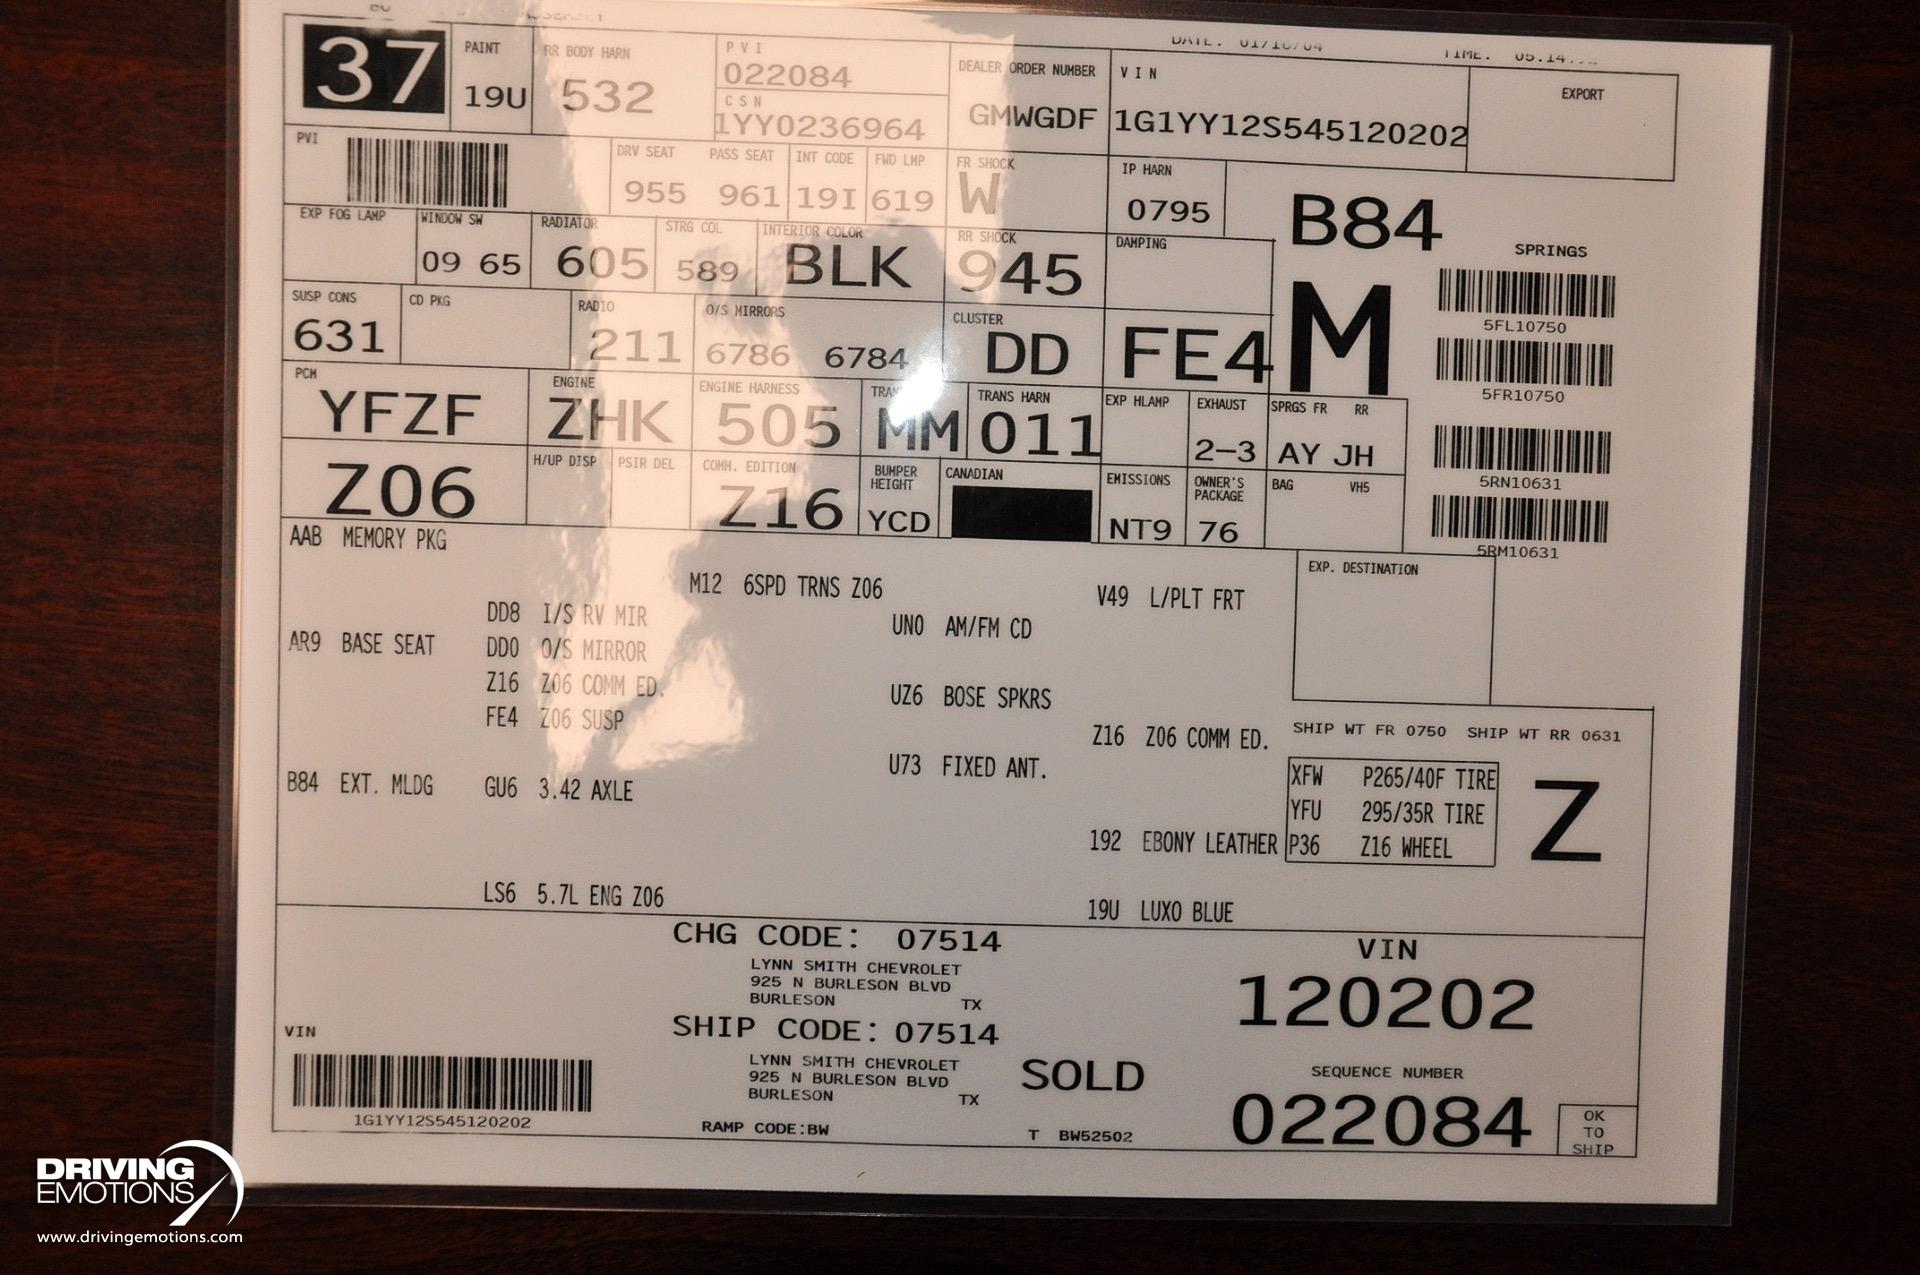 DATE: 01/16/04
TIME: 05.14
37
PAINT
19U
RR BODY HARN
532
PVI
022084
CSN
1YY0236964
DEALER ORDER NUMBER
GMWGDF
VIN
1G1YY12S545120202
EXPORT
PVI
DRV SEAT PASS SEAT
955 961
INT CODE
19I
FWD LMP
619
FR SHOCK
W
IP HARN
0795
B84
SPRINGS
EXP FOG LAMP
WINDOW SW
09 65
RADIATOR
605
STRG COL
589
INTERIOR COLOR
BLK
RR SHOCK
945
DAMPING
M
5FL10750
5FR10750
5RN10631
5RM10631
SUSP CONS
631
CD PKG
RADIO
211
O/S MIRRORS
6786 6784
CLUSTER
DD
FE4
PCM
YFZF
ENGINE
ZHK
ENGINE HARNESS
505
MM
TRANS HARN
011
EXP HLAMP
EXHAUST
2-3
SPRGS FR RR
AY JH
Z06
H/UP DISP
PSIR DEL
COMM. EDITION
Z16
BUMPER
HEIGHT
YCD
CANADIAN
EMISSIONS
NT9
OWNER'S
PACKAGE
76
BAG VH5
AAB MEMORY PKG
AR9 BASE SEAT
B84 EXT. MLDG
DD8 I/S RV MIR
DD0 O/S MIRROR
Z16 Z06 COMM ED.
FE4 Z06 SUSP
GU6 3.42 AXLE
LS6 5.7L ENG Z06
M12 6SPD TRNS Z06
UN0 AM/FM CD
UZ6 BOSE SPKRS
U73 FIXED ANT.
V49 L/PLT FRT
Z16 Z06 COMM ED.
192 EBONY LEATHER
19U LUXO BLUE
EXP. DESTINATION
SHIP WT FR 0750 SHIP WT RR 0631
XFW P265/40F TIRE
YFU 295/35R TIRE
P36 Z16 WHEEL
Z
CHG CODE: 07514
LYNN SMITH CHEVROLET
925 N BURLESON BLVD
BURLESON TX
SHIP CODE: 07514
LYNN SMITH CHEVROLET
925 N BURLESON BLVD
BURLESON TX
RAMP CODE:BW
SOLD
T BW52502
VIN
120202
SEQUENCE NUMBER
022084
OK
TO
SHIP
VIN
1G1YY12S545120202
DRIVING
EMOTIONS
www.drivingemotions.com